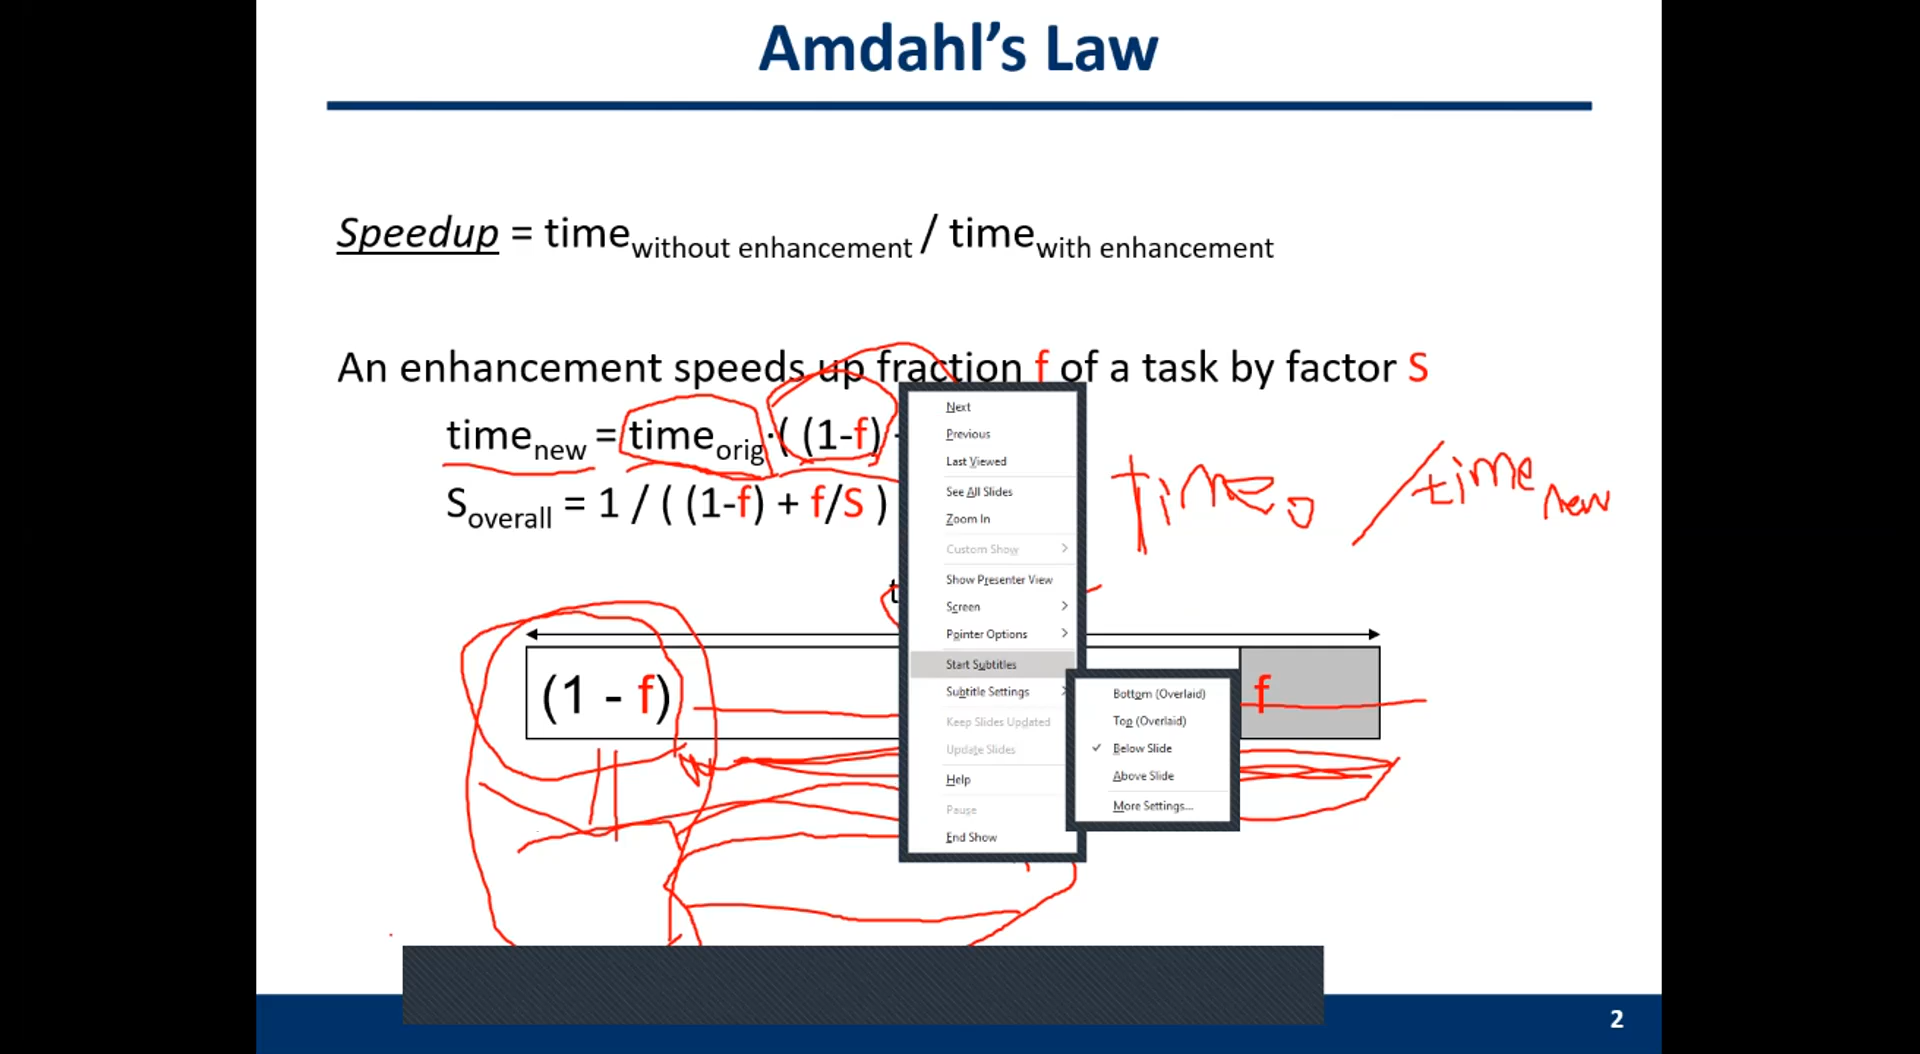 Amdahl's Law
Speedup = time without enhancement / time with enhancement
An enhancement speeds up fraction f of a task by factor S
time new = time orig · ( (1-f)
S overall = 1 / ( (1-f) + f/S )
time o / time new
t
(1 - f)
f
Next
Previous
Last Viewed
See All Slides
Zoom In
Custom Show
Show Presenter View
Screen
Pointer Options
Start Subtitles
Subtitle Settings
Keep Slides Updated
Update Slides
Help
Pause
End Show
Bottom (Overlaid)
Top (Overlaid)
Below Slide
Above Slide
More Settings...
2